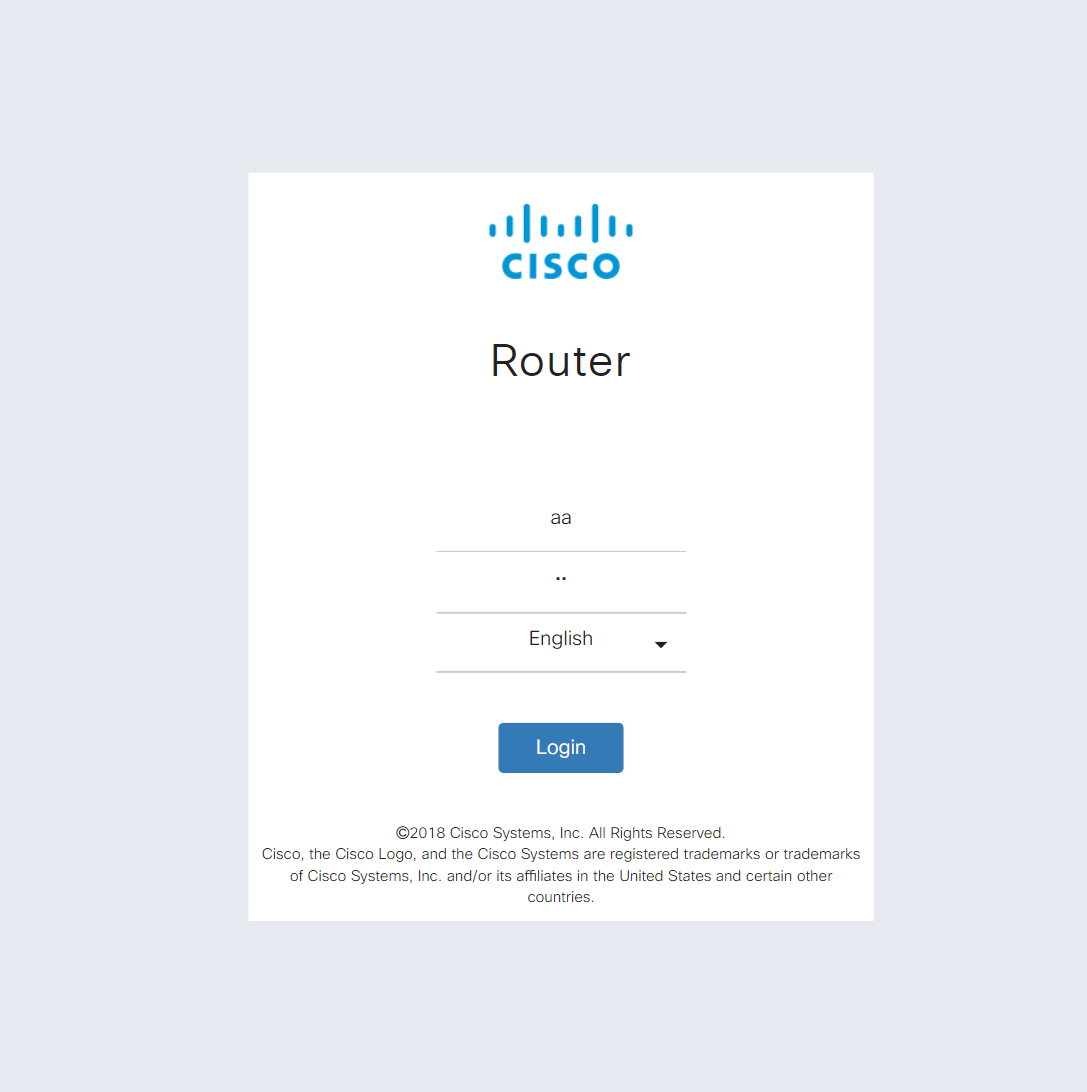 CISCO
Router
aa
••
English
Login
©2018 Cisco Systems, Inc. All Rights Reserved.
Cisco, the Cisco Logo, and the Cisco Systems are registered trademarks or trademarks
of Cisco Systems, Inc. and/or its affiliates in the United States and certain other
countries.